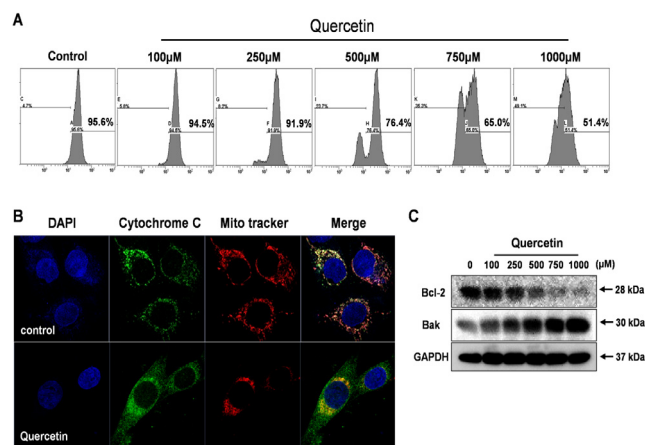 A
Quercetin
Control 100µM 250µM 500µM 750µM 1000µM
95.6% 94.5% 91.9% 76.4% 65.0% 51.4%
B
DAPI Cytochrome C Mito tracker Merge
control
Quercetin
C
Quercetin
0 100 250 500 750 1000 (µM)
Bcl-2 28 kDa
Bak 30 kDa
GAPDH 37 kDa